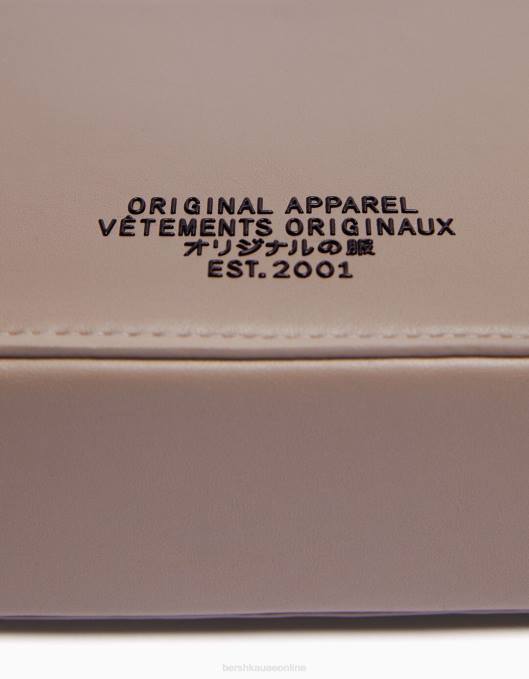 ORIGINAL APPAREL
VÊTEMENTS ORIGINAUX
オリジナルの服
EST.2001
bershkauaeonline